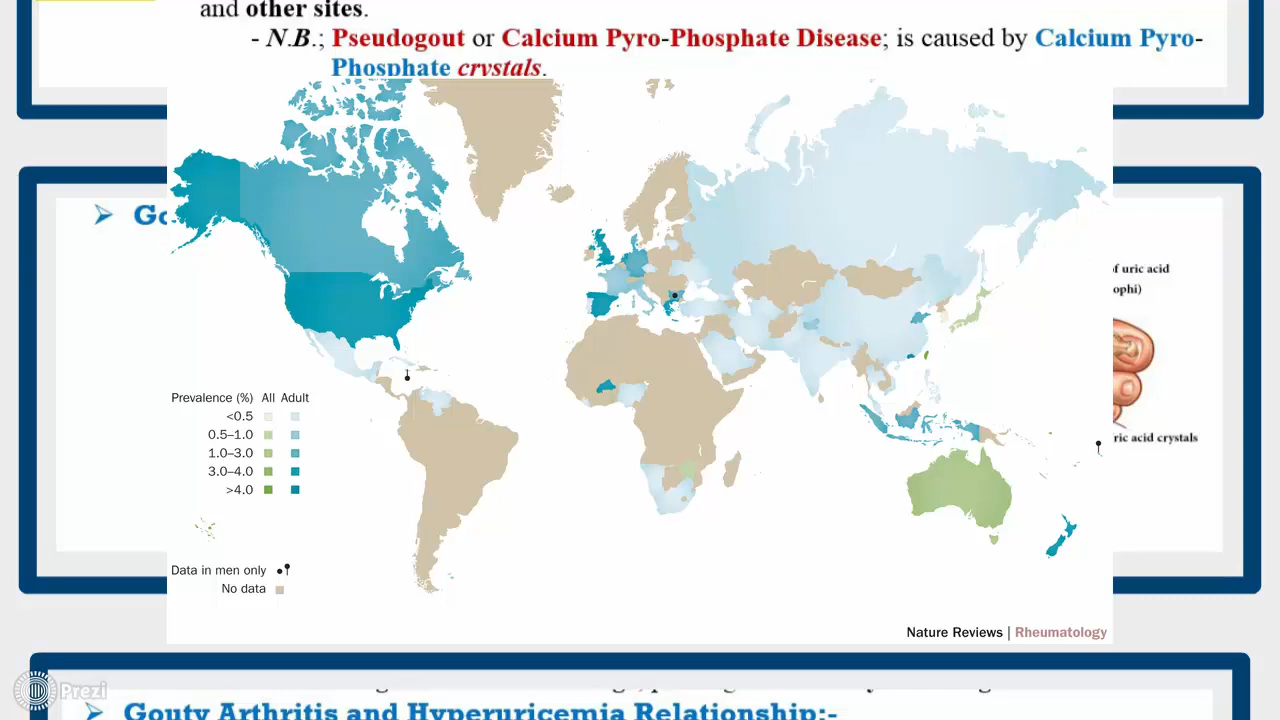 and other sites.
- N.B.; Pseudogout or Calcium Pyro-Phosphate Disease; is caused by Calcium Pyro-
Phosphate crystals.
Go
f uric acid
ophi)
ric acid crystals
Prevalence (%) All Adult
<0.5
0.5–1.0
1.0–3.0
3.0–4.0
>4.0
Data in men only
No data
Nature Reviews | Rheumatology
Prezi
Gouty Arthritis and Hyperuricemia Relationship:-